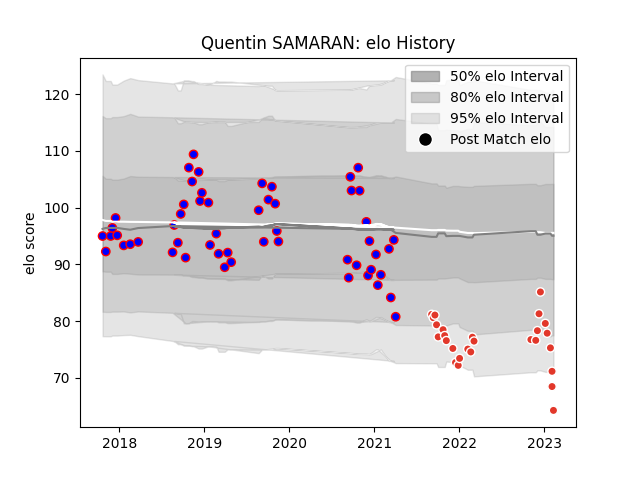 Quentin SAMARAN: elo History
50% elo Interval
80% elo Interval
95% elo Interval
Post Match elo
elo score
120
110
100
90
80
70
2018 2019 2020 2021 2022 2023